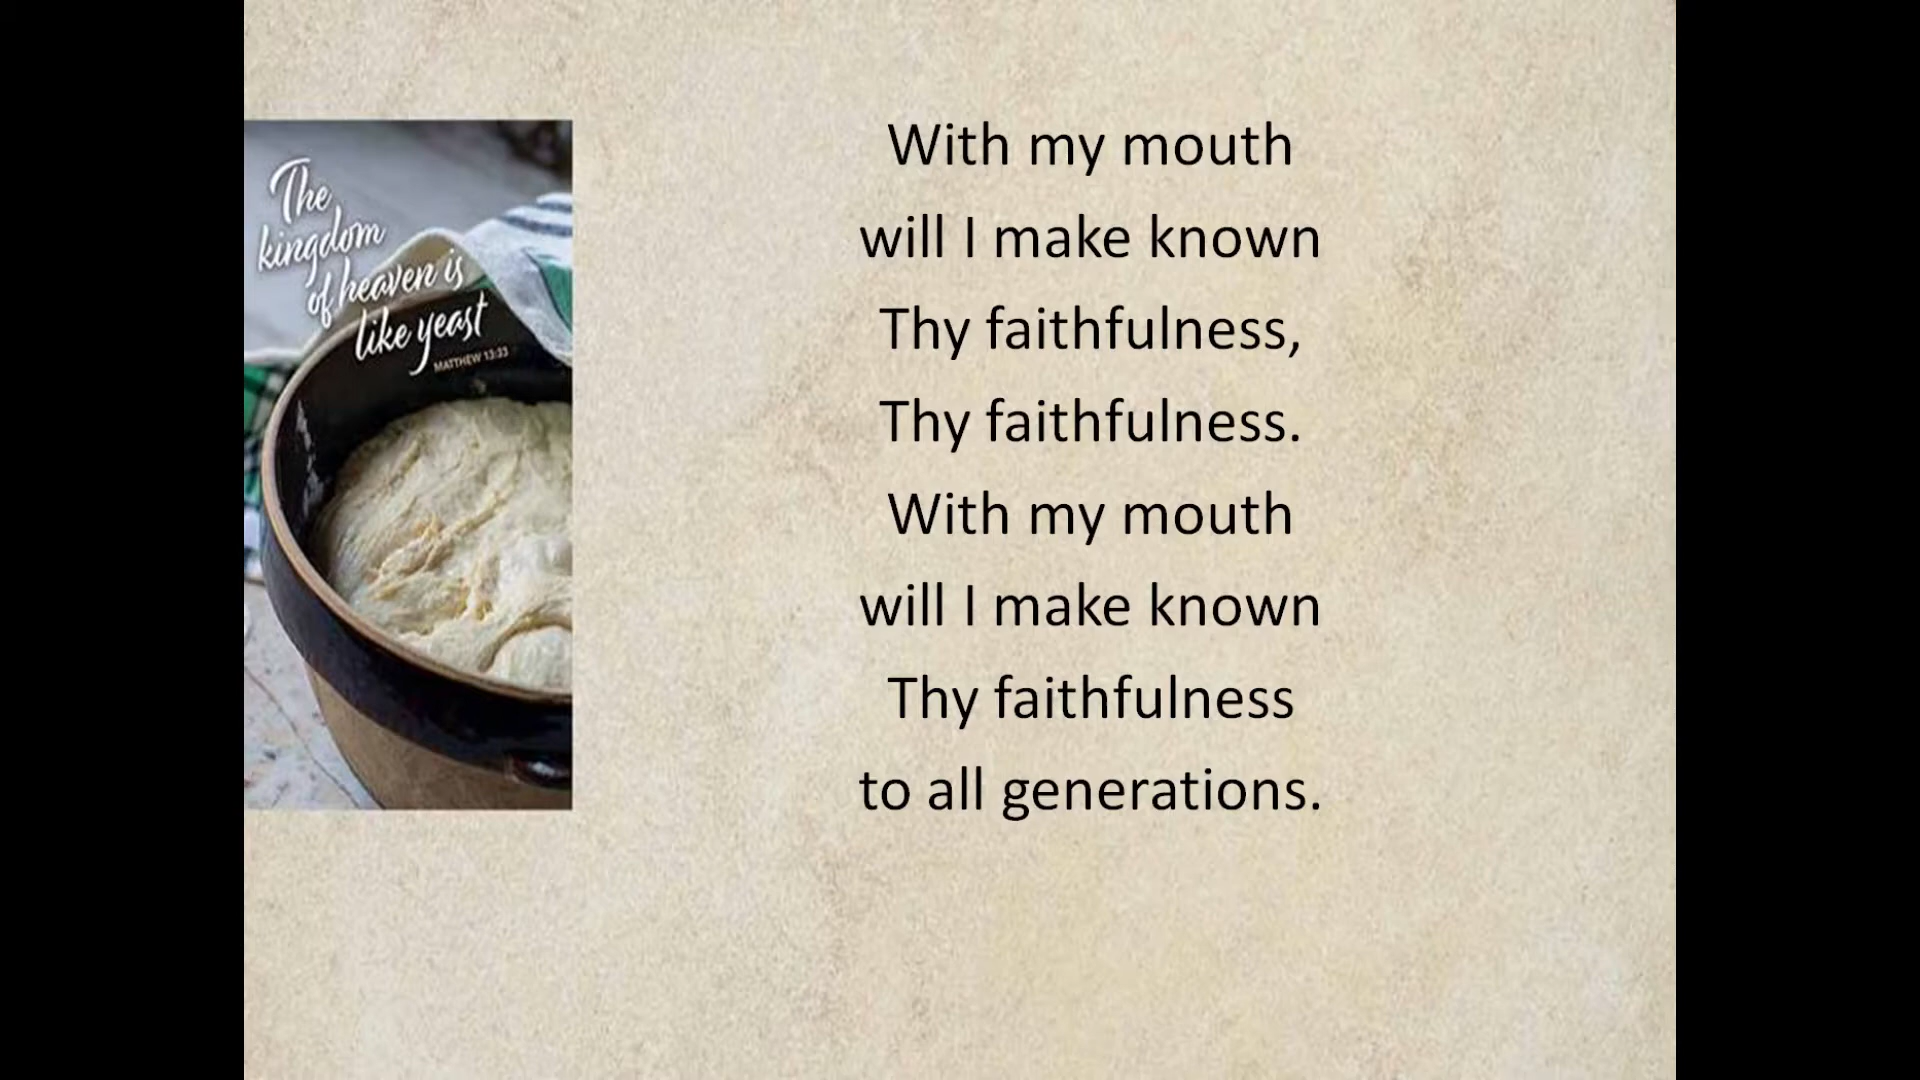 The
kingdom
of heaven is
like yeast
MATTHEW 13:33
With my mouth
will I make known
Thy faithfulness,
Thy faithfulness.
With my mouth
will I make known
Thy faithfulness
to all generations.